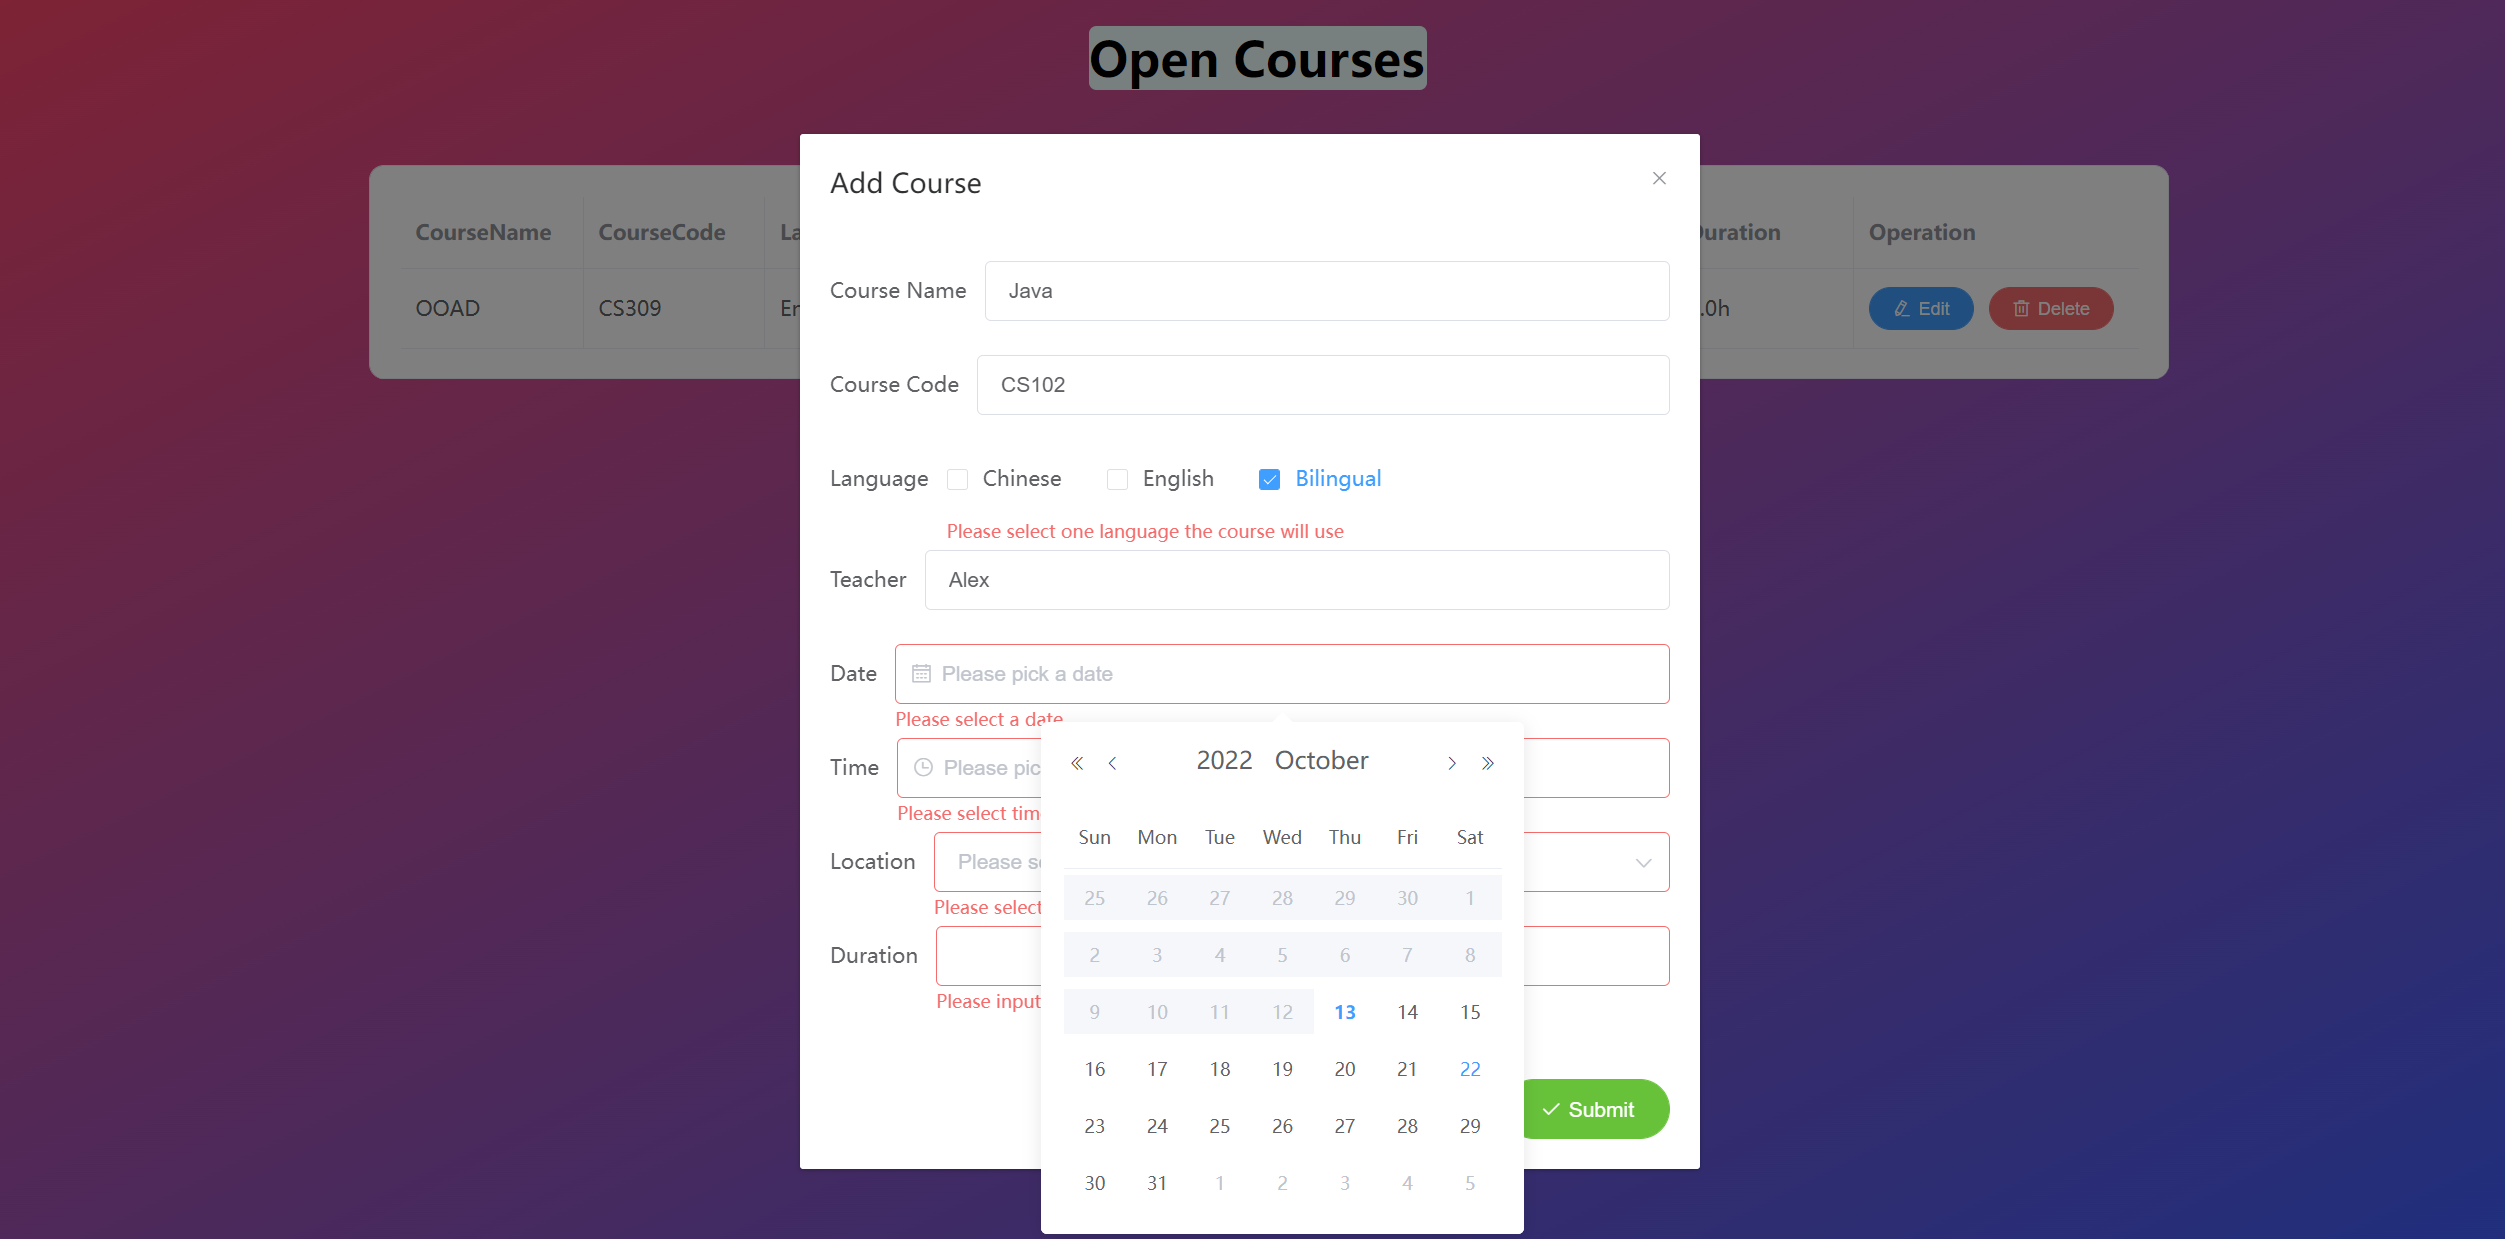 Open Courses
Add Course
CourseName CourseCode Operation
Course Name Java
OOAD CS309 .0h Edit Delete
Course Code CS102
Language Chinese English Bilingual
Please select one language the course will use
Teacher Alex
Date Please pick a date
Please select a date
2022 October
Time Please
Please select
Sun Mon Tue Wed Thu Fri Sat
Location Please
25 26 27 28 29 30 1
Please select
2 3 4 5 6 7 8
Duration
Please input
9 10 11 12 13 14 15
16 17 18 19 20 21 22
Submit
23 24 25 26 27 28 29
30 31 1 2 3 4 5